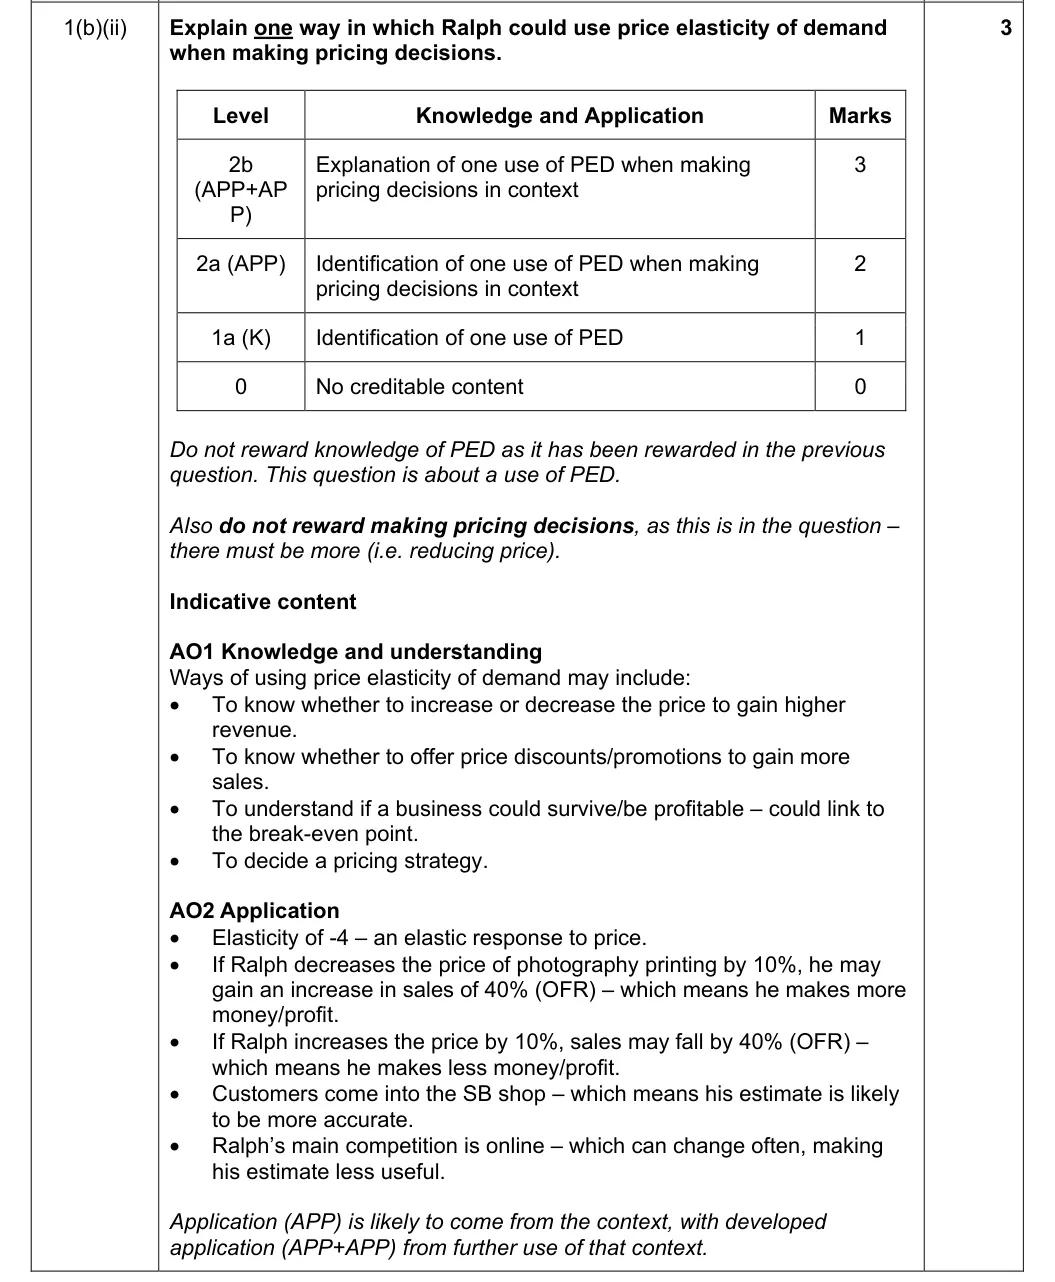 1(b)(ii)
Explain one way in which Ralph could use price elasticity of demand
when making pricing decisions.
3
Level
Knowledge and Application
Marks
2b
(APP+AP
P)
Explanation of one use of PED when making
pricing decisions in context
3
2a (APP)
Identification of one use of PED when making
pricing decisions in context
2
1a (K)
Identification of one use of PED
1
0
No creditable content
0
Do not reward knowledge of PED as it has been rewarded in the previous
question. This question is about a use of PED.
Also do not reward making pricing decisions, as this is in the question –
there must be more (i.e. reducing price).
Indicative content
AO1 Knowledge and understanding
Ways of using price elasticity of demand may include:
• To know whether to increase or decrease the price to gain higher
revenue.
• To know whether to offer price discounts/promotions to gain more
sales.
• To understand if a business could survive/be profitable – could link to
the break-even point.
• To decide a pricing strategy.
AO2 Application
• Elasticity of -4 – an elastic response to price.
• If Ralph decreases the price of photography printing by 10%, he may
gain an increase in sales of 40% (OFR) – which means he makes more
money/profit.
• If Ralph increases the price by 10%, sales may fall by 40% (OFR) –
which means he makes less money/profit.
• Customers come into the SB shop – which means his estimate is likely
to be more accurate.
• Ralph’s main competition is online – which can change often, making
his estimate less useful.
Application (APP) is likely to come from the context, with developed
application (APP+APP) from further use of that context.